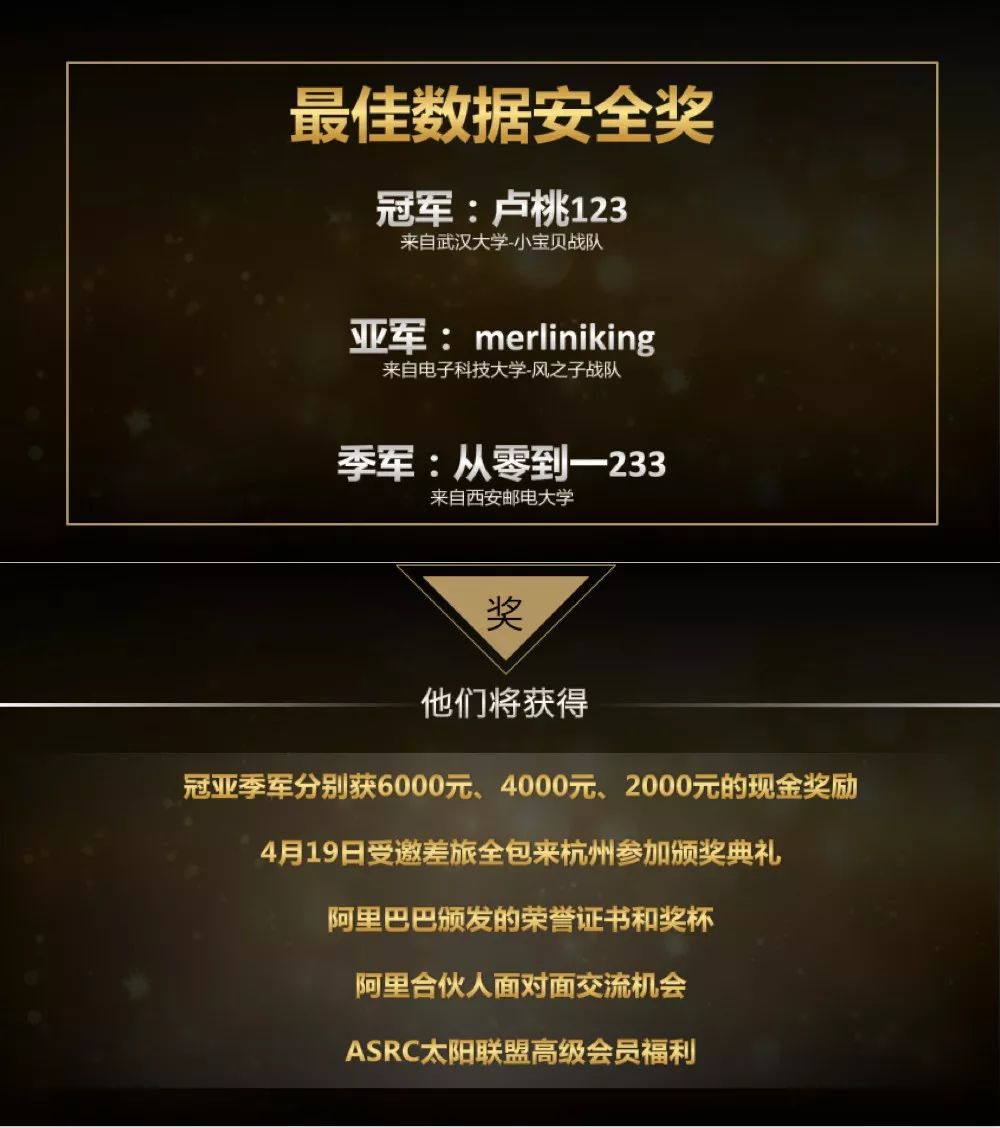 最佳数据安全奖
冠军：卢桃123
来自武汉大学-小宝贝战队
亚军： merliniking
来自电子科技大学-风之子战队
季军：从零到一233
来自西安邮电大学
奖
他们将获得
冠亚季军分别获6000元、4000元、2000元的现金奖励
4月19日受邀差旅全包来杭州参加颁奖典礼
阿里巴巴颁发的荣誉证书和奖杯
阿里合伙人面对面交流机会
ASRC太阳联盟高级会员福利